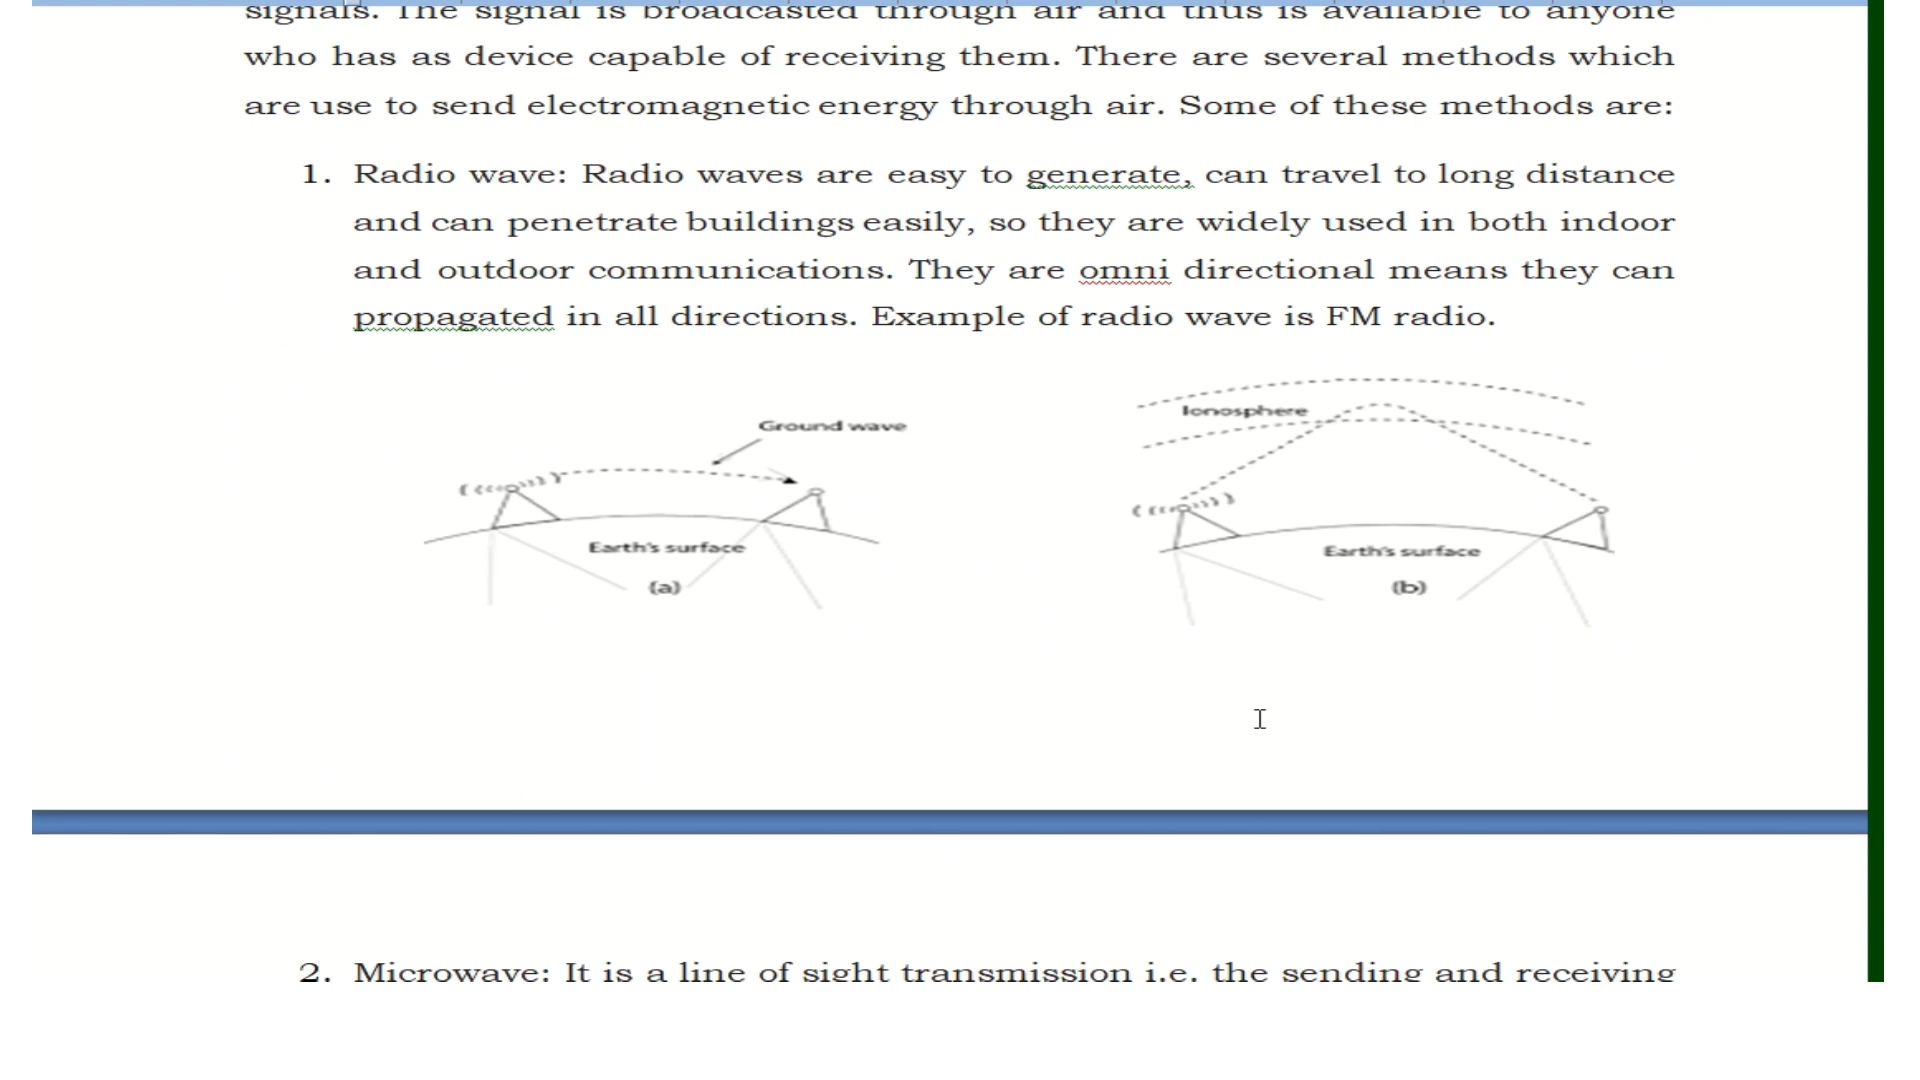 signals. The signal is broadcasted through air and thus is available to anyone
who has as device capable of receiving them. There are several methods which
are use to send electromagnetic energy through air. Some of these methods are:
1. Radio wave: Radio waves are easy to generate, can travel to long distance
and can penetrate buildings easily, so they are widely used in both indoor
and outdoor communications. They are omni directional means they can
propagated in all directions. Example of radio wave is FM radio.
Ground wave
Earth's surface
(a)
Ionosphere
Earth's surface
(b)
2. Microwave: It is a line of sight transmission i.e. the sending and receiving